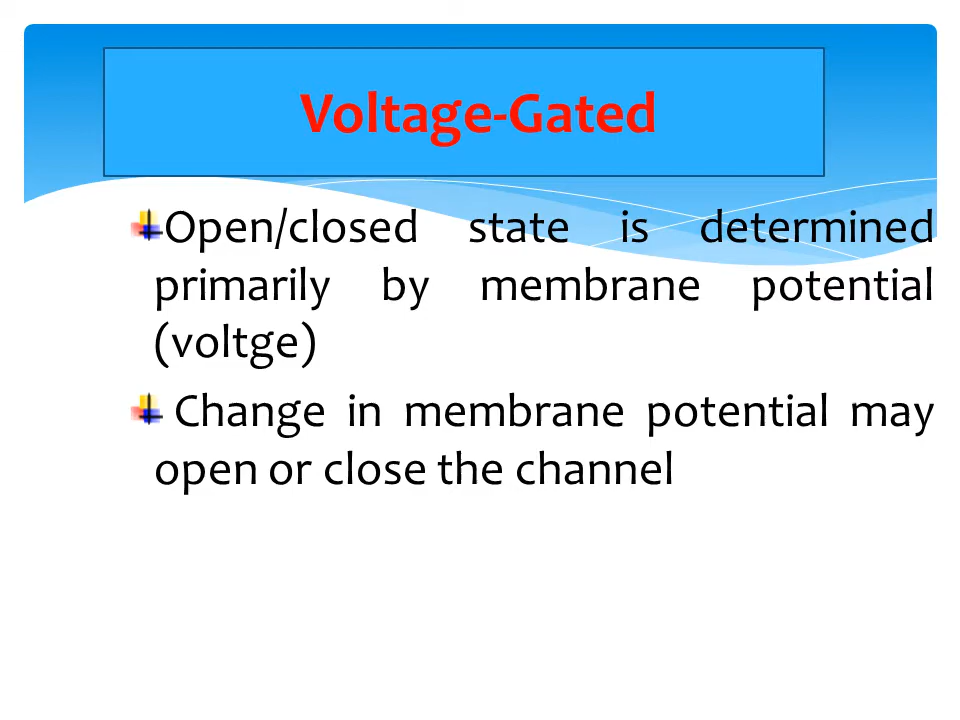 Voltage-Gated
Open/closed state is determined
primarily by membrane potential
(voltge)
Change in membrane potential may
open or close the channel